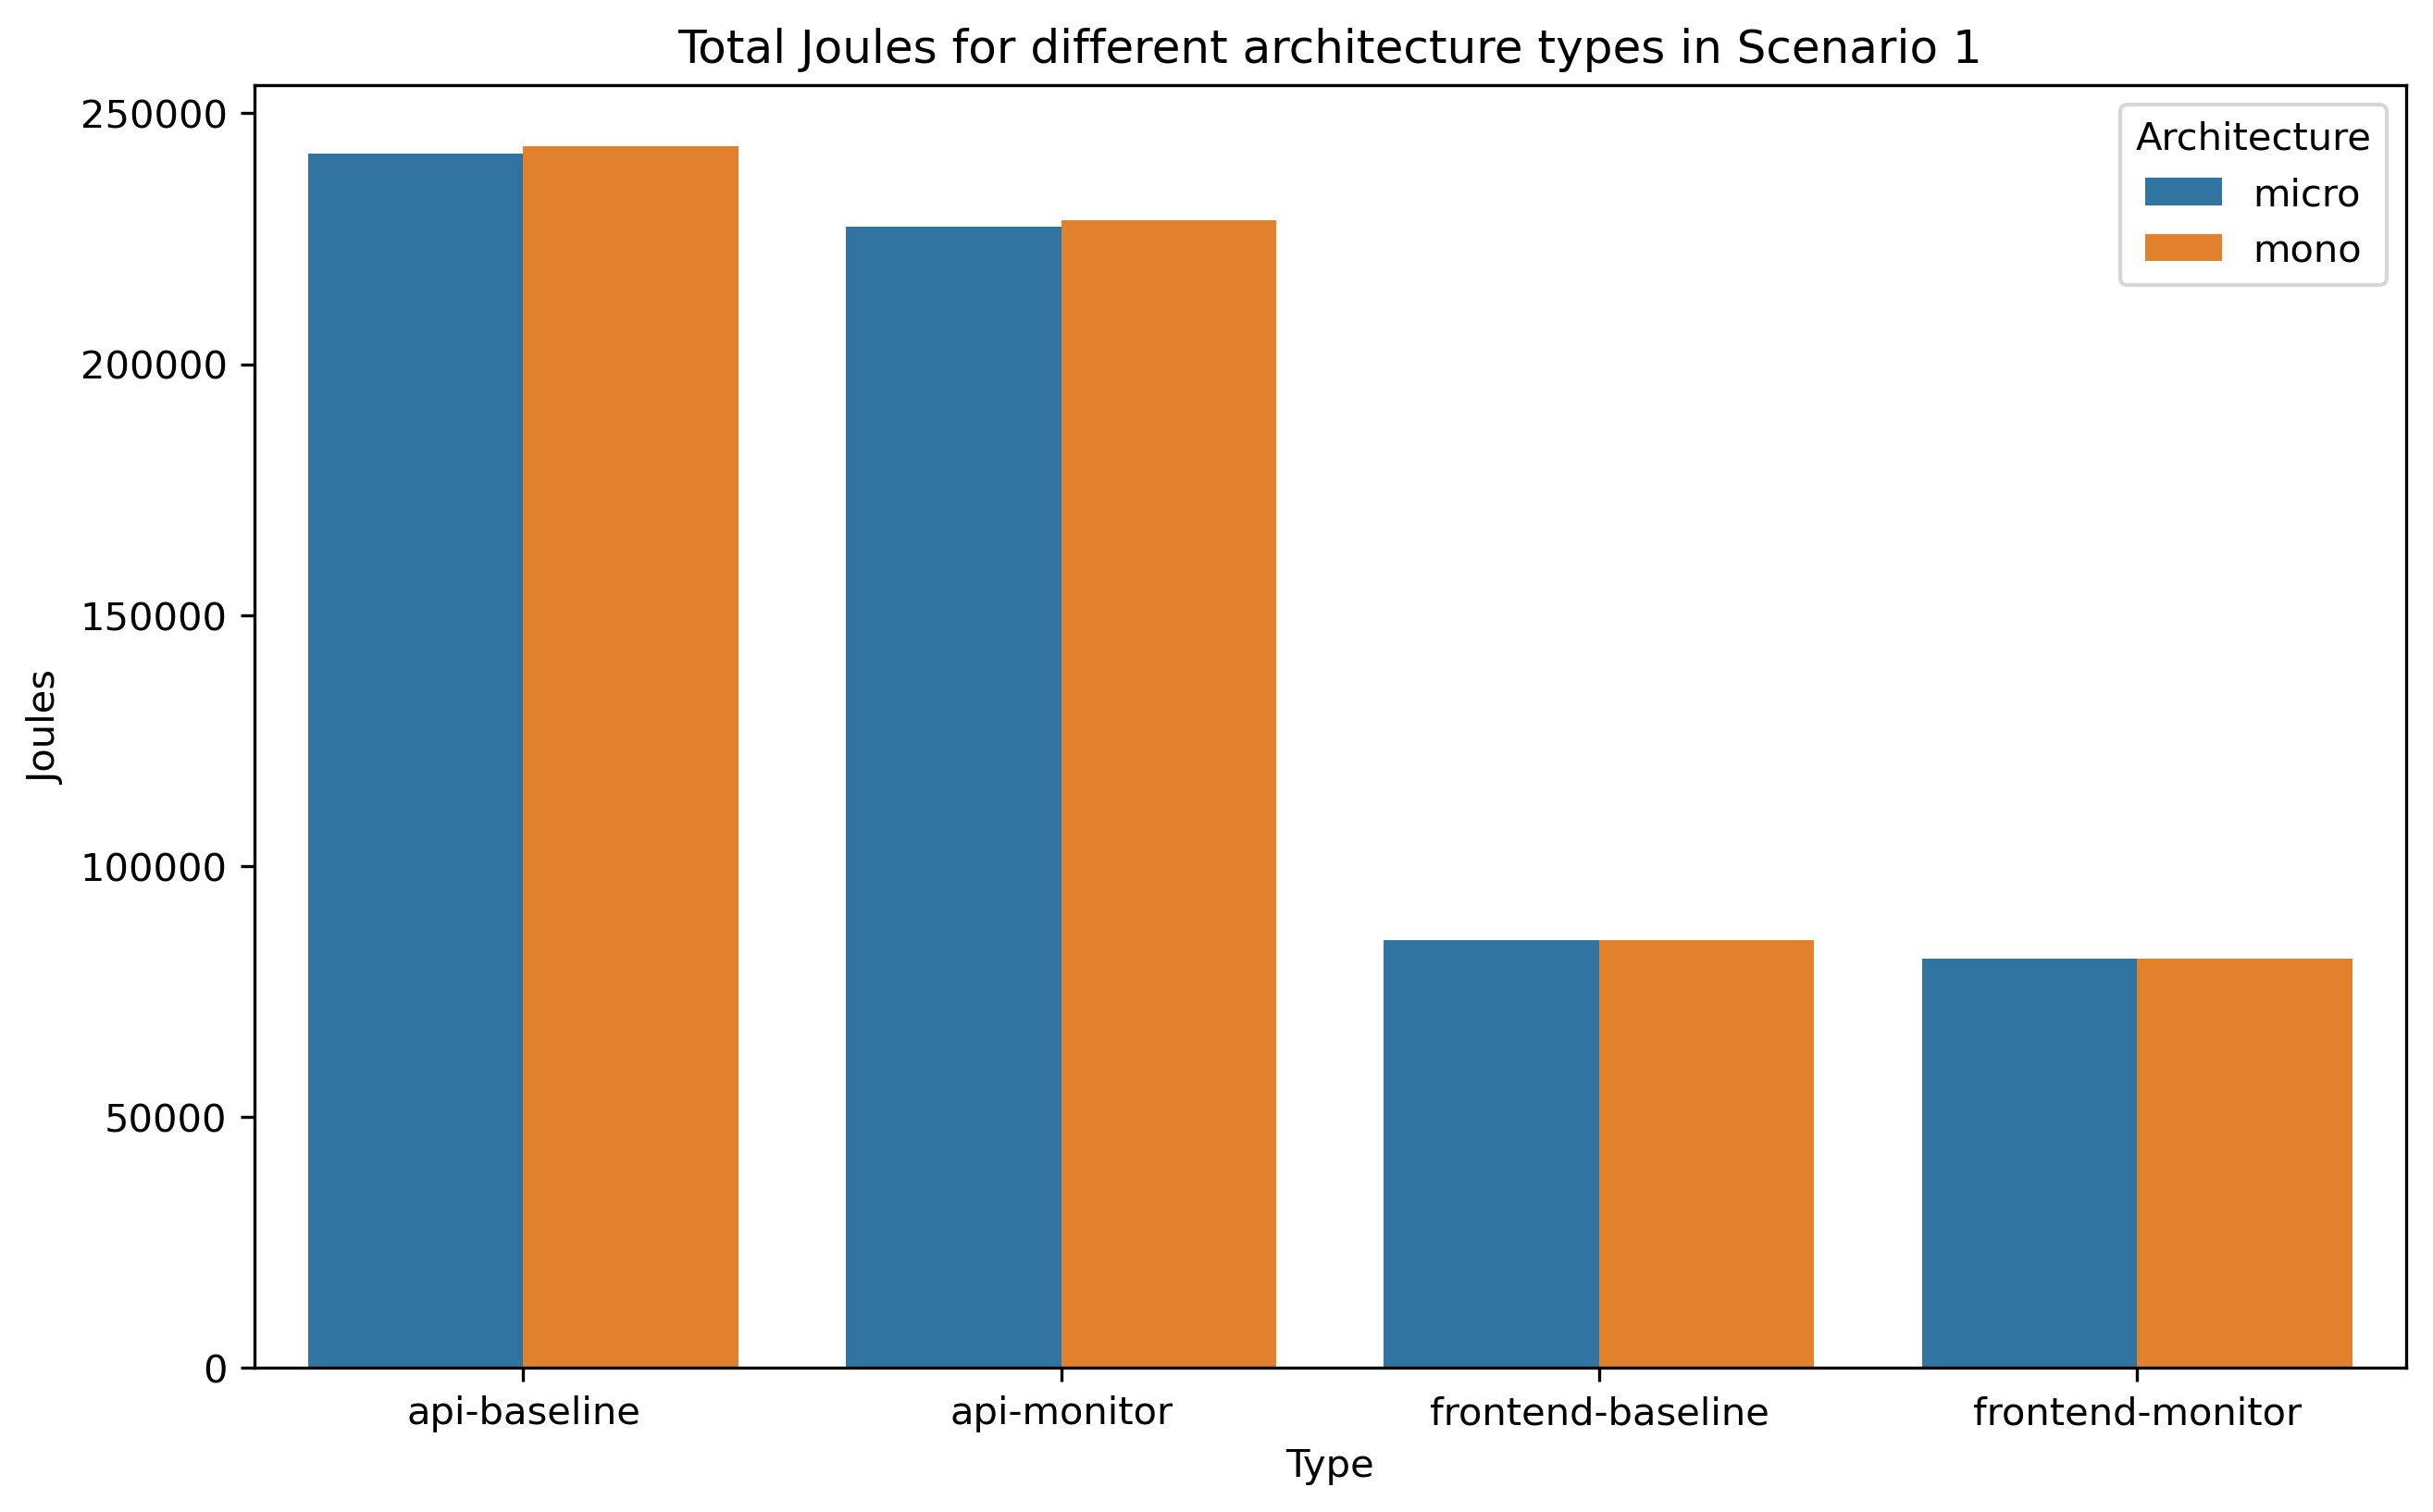 Total Joules for different architecture types in Scenario 1
250000
200000
150000
100000
50000
0
Joules
Architecture
micro
mono
api-baseline
api-monitor
frontend-baseline
frontend-monitor
Type